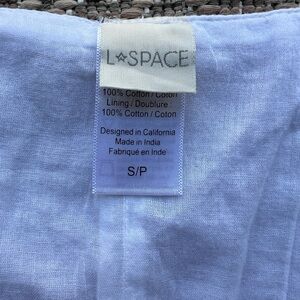 L☆SPACE
100% Cotton / Coton
Lining / Doublure :
100% Cotton / Coton
Designed in California
Made in India
Fabriqué en Inde
S/P